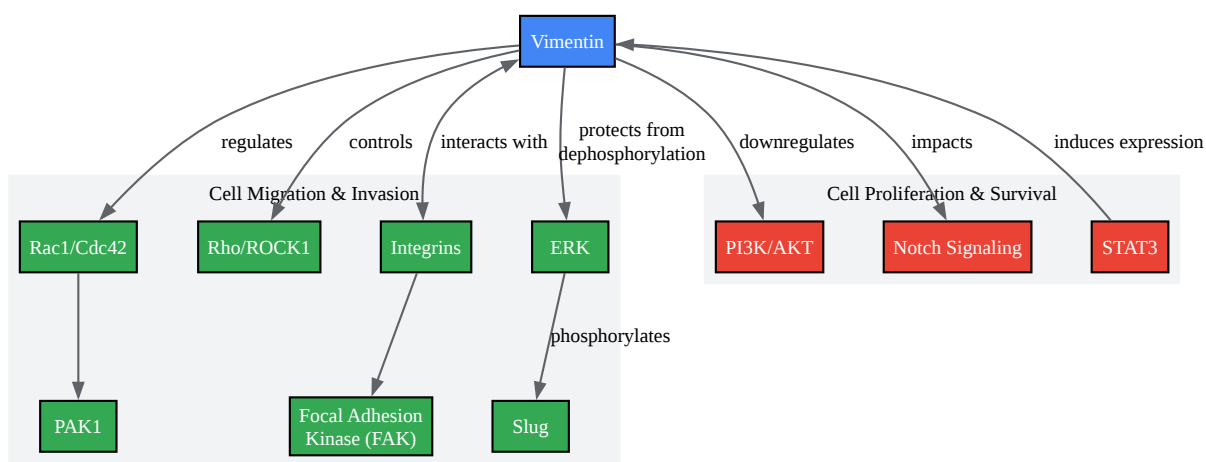 Vimentin
regulates
controls
interacts with
protects from
dephosphorylation
downregulates
impacts
induces expression
Cell Migration & Invasion
Cell Proliferation & Survival
Rac1/Cdc42
Rho/ROCK1
Integrins
ERK
PI3K/AKT
Notch Signaling
STAT3
phosphorylates
PAK1
Focal Adhesion
Kinase (FAK)
Slug